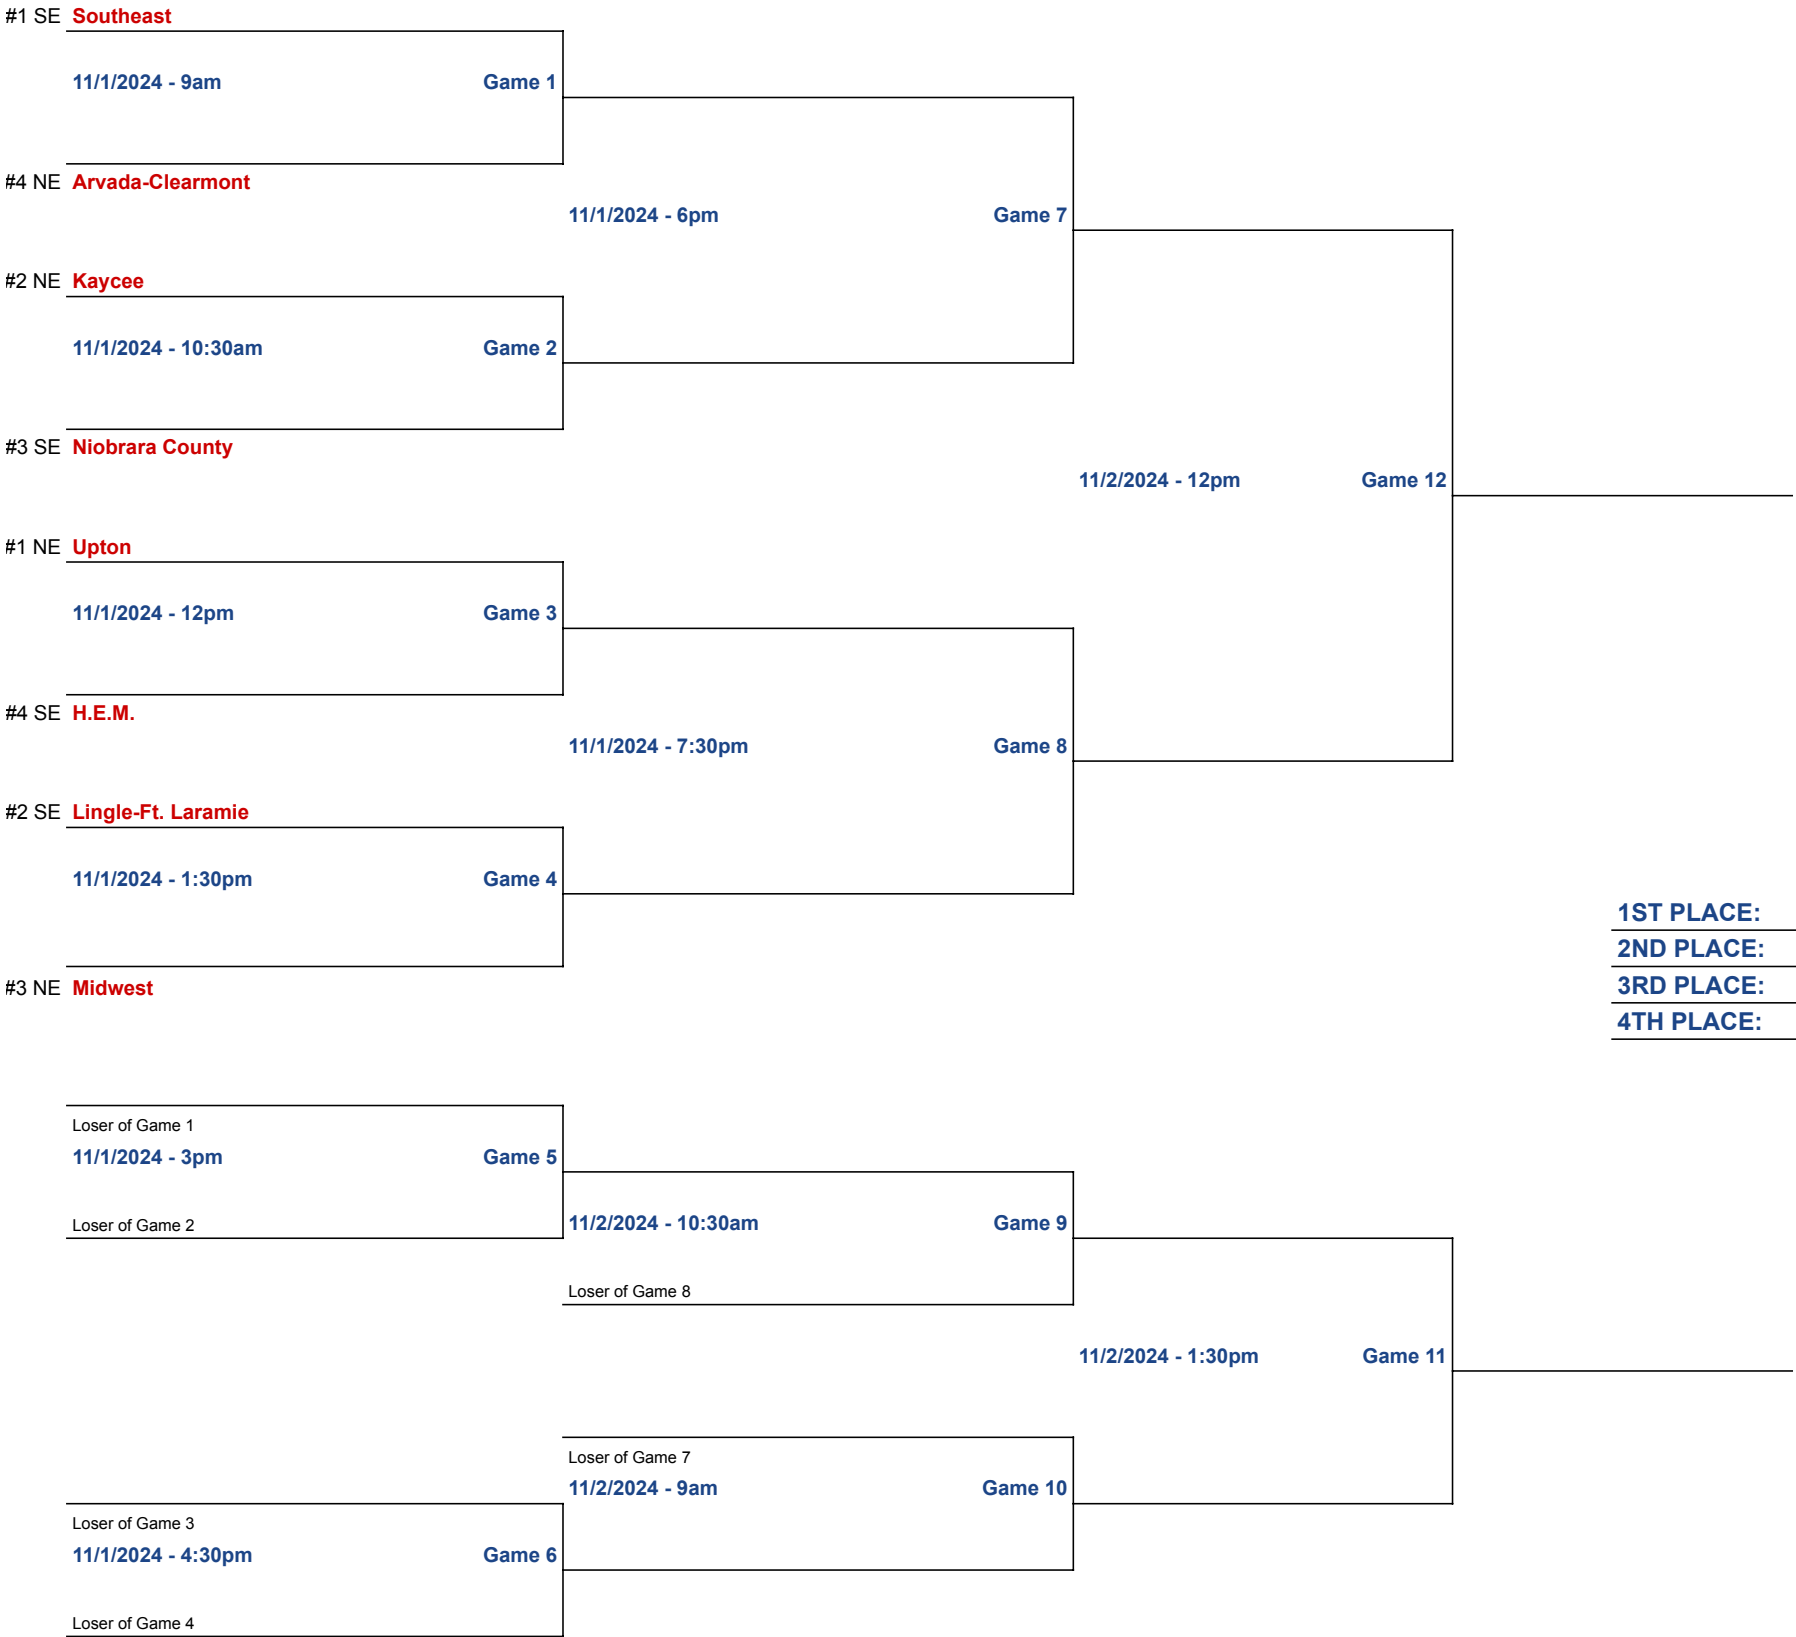 #1 SE Southeast
11/1/2024 - 9am Game 1
#4 NE Arvada-Clearmont
11/1/2024 - 6pm Game 7
#2 NE Kaycee
11/1/2024 - 10:30am Game 2
#3 SE Niobrara County
11/2/2024 - 12pm Game 12
#1 NE Upton
11/1/2024 - 12pm Game 3
#4 SE H.E.M.
11/1/2024 - 7:30pm Game 8
#2 SE Lingle-Ft. Laramie
11/1/2024 - 1:30pm Game 4
1ST PLACE:
2ND PLACE:
3RD PLACE:
#3 NE Midwest
4TH PLACE:
Loser of Game 1
11/1/2024 - 3pm Game 5
Loser of Game 2
11/2/2024 - 10:30am Game 9
Loser of Game 8
11/2/2024 - 1:30pm Game 11
Loser of Game 7
11/2/2024 - 9am Game 10
Loser of Game 3
11/1/2024 - 4:30pm Game 6
Loser of Game 4